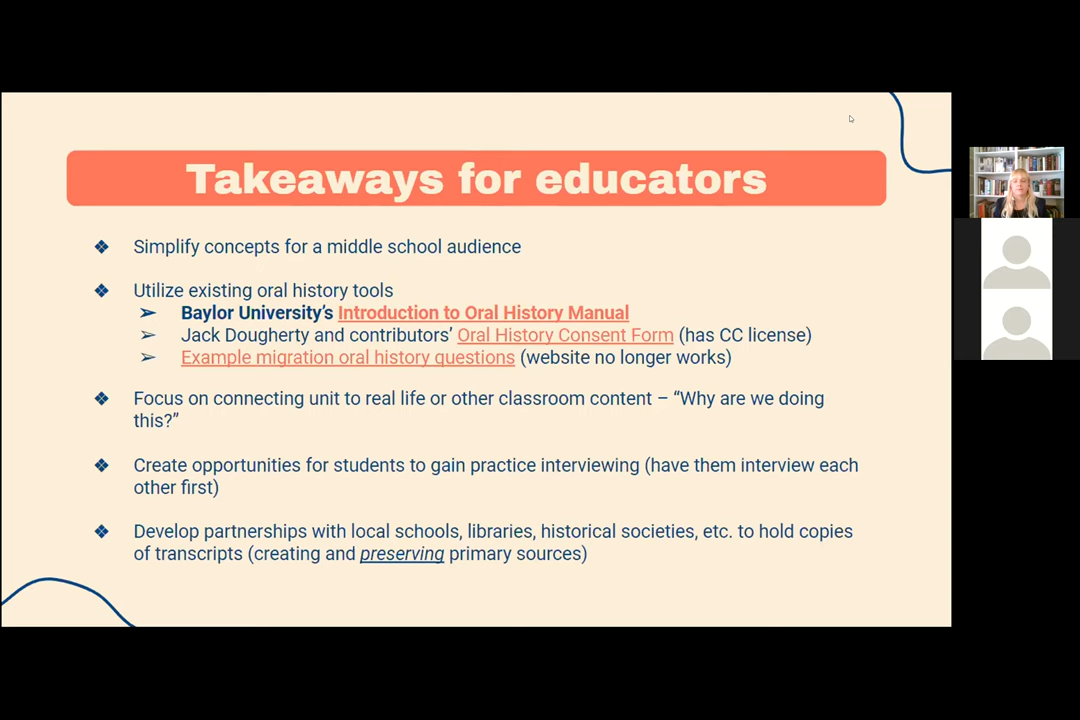 Takeaways for educators
❖ Simplify concepts for a middle school audience
❖ Utilize existing oral history tools
➢ Baylor University’s Introduction to Oral History Manual
➢ Jack Dougherty and contributors’ Oral History Consent Form (has CC license)
➢ Example migration oral history questions (website no longer works)
❖ Focus on connecting unit to real life or other classroom content – “Why are we doing
this?”
❖ Create opportunities for students to gain practice interviewing (have them interview each
other first)
❖ Develop partnerships with local schools, libraries, historical societies, etc. to hold copies
of transcripts (creating and preserving primary sources)